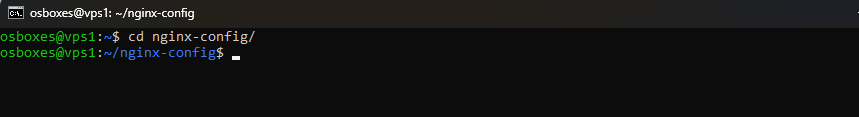 C:\. osboxes@vps1: ~/nginx-config
osboxes@vps1:~$ cd nginx-config/
osboxes@vps1:~/nginx-config$